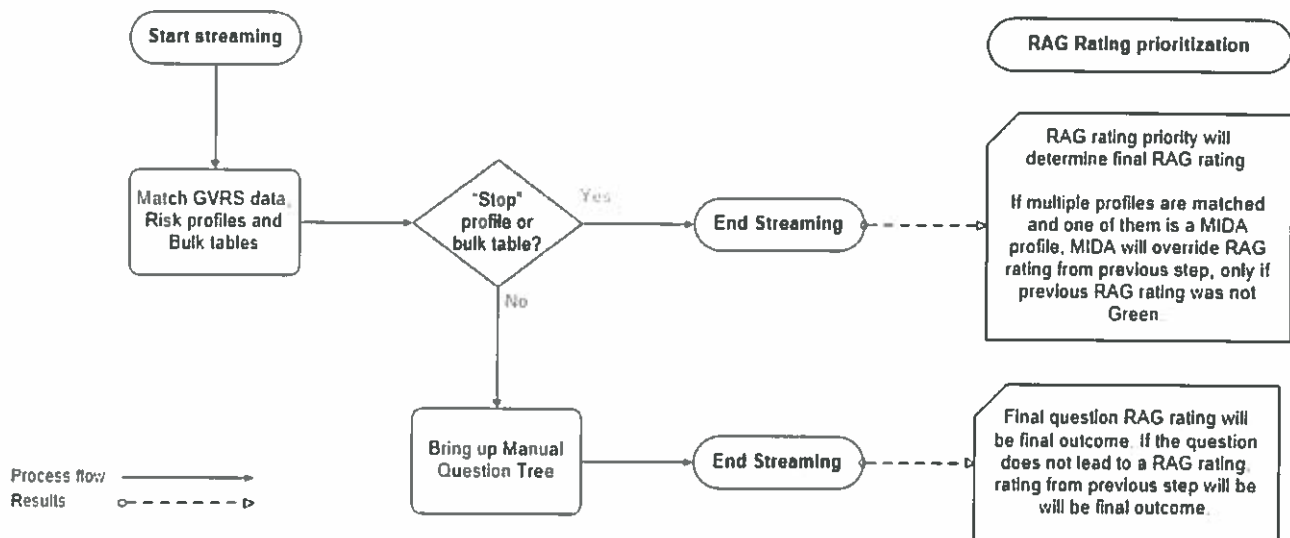 Start streaming
RAG Rating prioritization
Match GVRS data,
Risk profiles and
Bulk tables
"Stop"
profile or
bulk table?
Yes
No
End Streaming
RAG rating priority will
determine final RAG rating
If multiple profiles are matched
and one of them is a MIDA
profile, MIDA will override RAG
rating from previous step, only if
previous RAG rating was not
Green
Bring up Manual
Question Tree
End Streaming
Final question RAG rating will
be final outcome. If the question
does not lead to a RAG rating,
rating from previous step will be
will be final outcome.
Process flow
Results